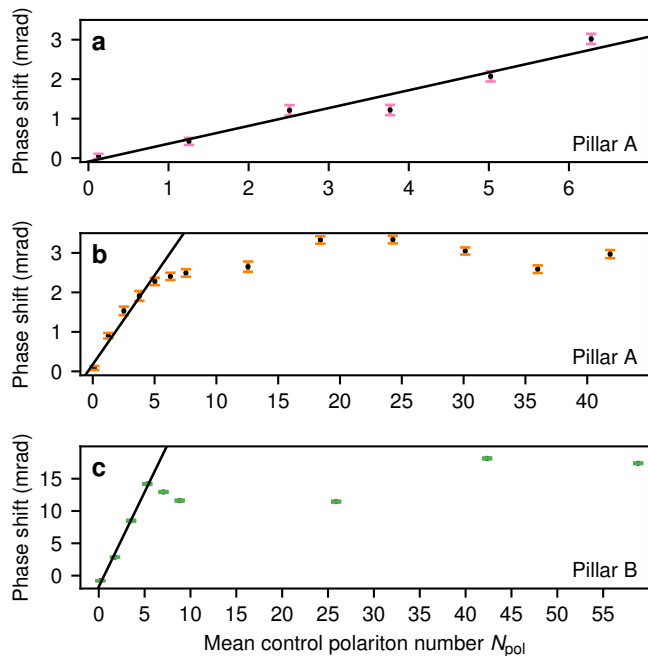 a
Phase shift (mrad)
3
2
1
0
Pillar A
0 1 2 3 4 5 6
b
Phase shift (mrad)
3
2
1
0
Pillar A
0 5 10 15 20 25 30 35 40
c
Phase shift (mrad)
15
10
5
0
Pillar B
0 5 10 15 20 25 30 35 40 45 50 55
Mean control polariton number Npol